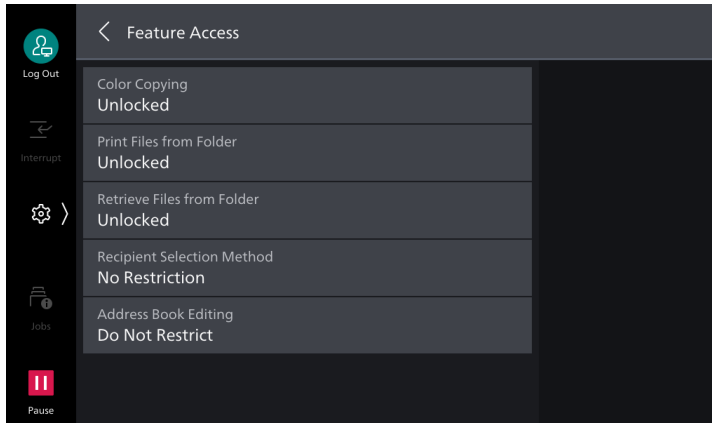 Feature Access
Log Out
Interrupt
Jobs
Pause
Color Copying
Unlocked
Print Files from Folder
Unlocked
Retrieve Files from Folder
Unlocked
Recipient Selection Method
No Restriction
Address Book Editing
Do Not Restrict